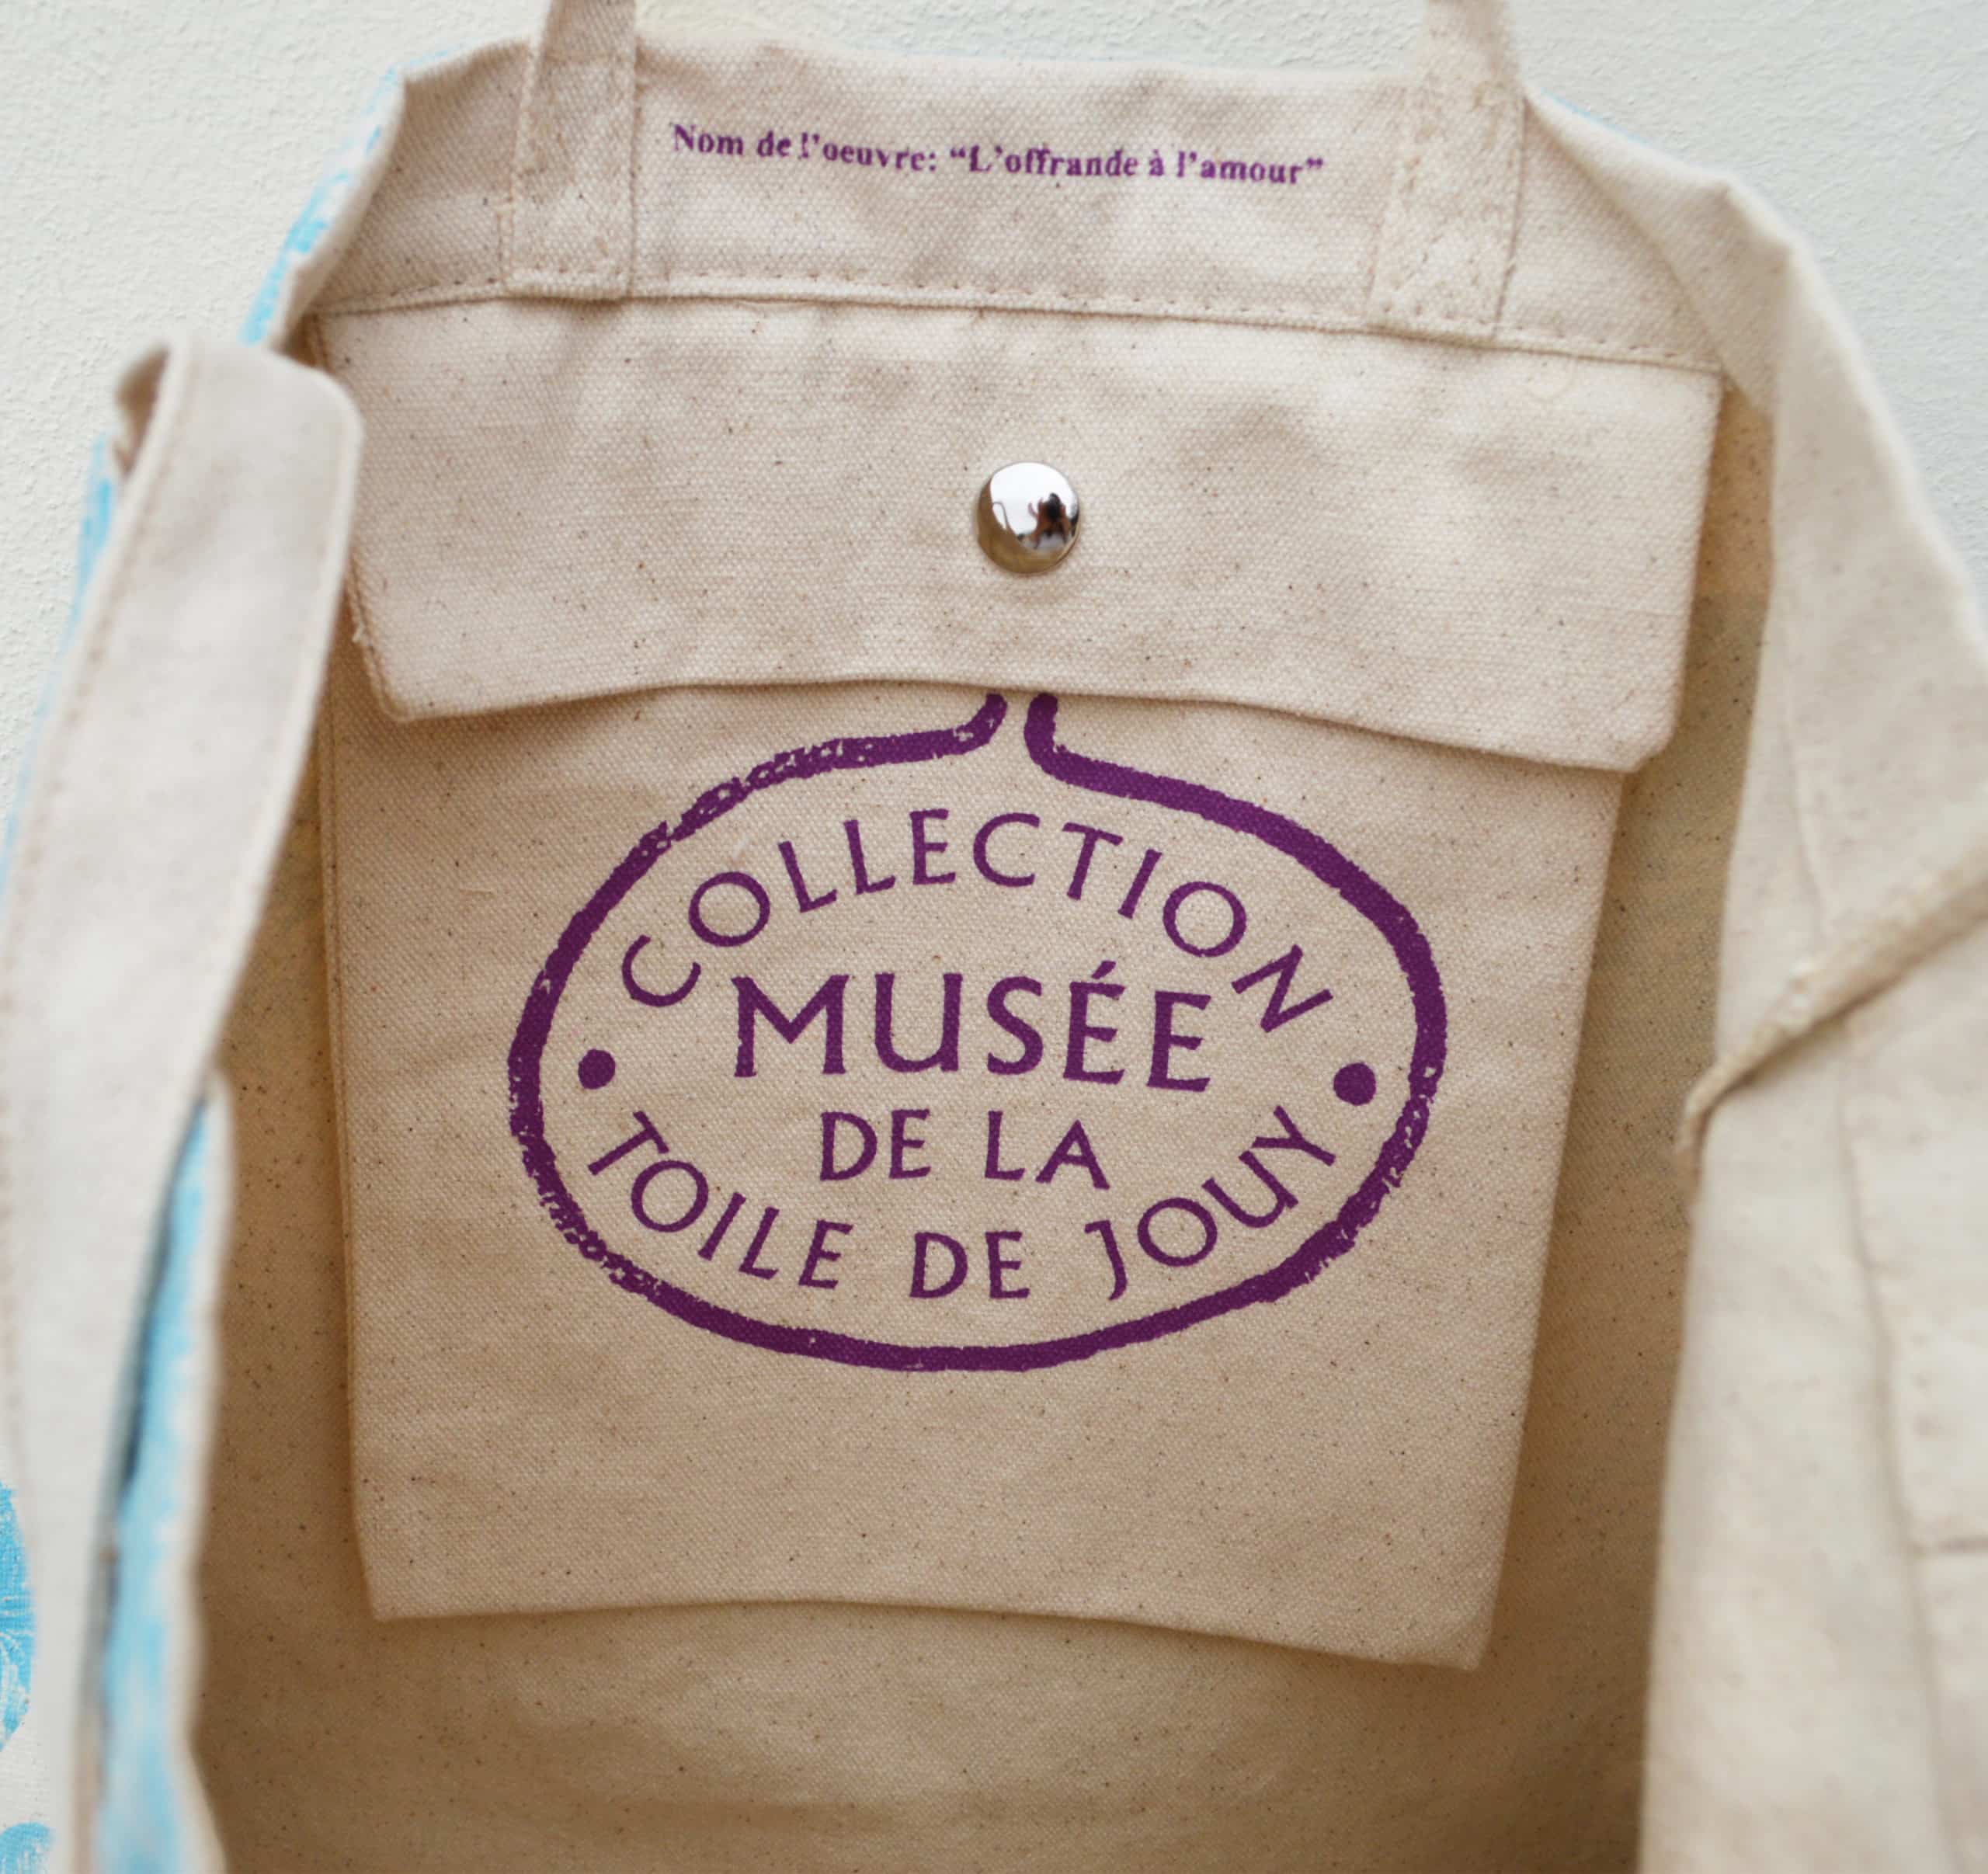 Nom de l'oeuvre: “L'offrande à l'amour”
COLLECTION
MUSÉE
DE LA
TOILE DE JOUY